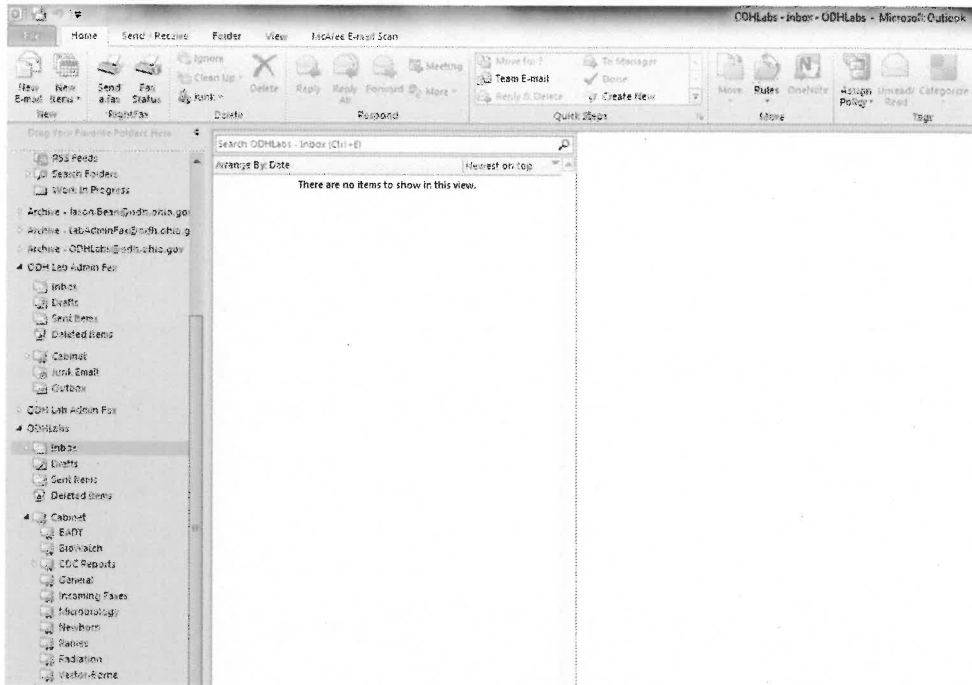 ODHLabs - Inbox - ODHLabs - Microsoft Outlook
File Home Send / Receive Folder View McAfee E-mail Scan
New E-mail
New Items
Send a Fax
Fax Status
Ignore
Clean Up
Junk
Delete
Reply
Reply All
Forward
Meeting
More
Move to: ?
Team E-mail
Reply & Delete
To Manager
Done
Create New
Move
Rules
OneNote
Assign Policy
Unread/ Read
Categorize
New RightFax Delete Respond Quick Steps Move Tags
Drag Your Favorite Folders Here
Search ODHLabs - Inbox (Ctrl+E)
Arrange By: Date Newest on top
There are no items to show in this view.
RSS Feeds
Search Folders
Work In Progress
Archive - Jason.Bean@odh.ohio.gov
Archive - LabAdminFax@odh.ohio.g
Archive - ODHLabs@odh.ohio.gov
ODH Lab Admin Fax
Inbox
Drafts
Sent Items
Deleted Items
Cabinet
Junk Email
Outbox
ODH Lab Admin Fax
ODHLabs
Inbox
Drafts
Sent Items
Deleted Items
Cabinet
BADT
BioWatch
CDC Reports
General
Incoming Faxes
Microbiology
Newborn
Rabies
Radiation
Vector-Borne